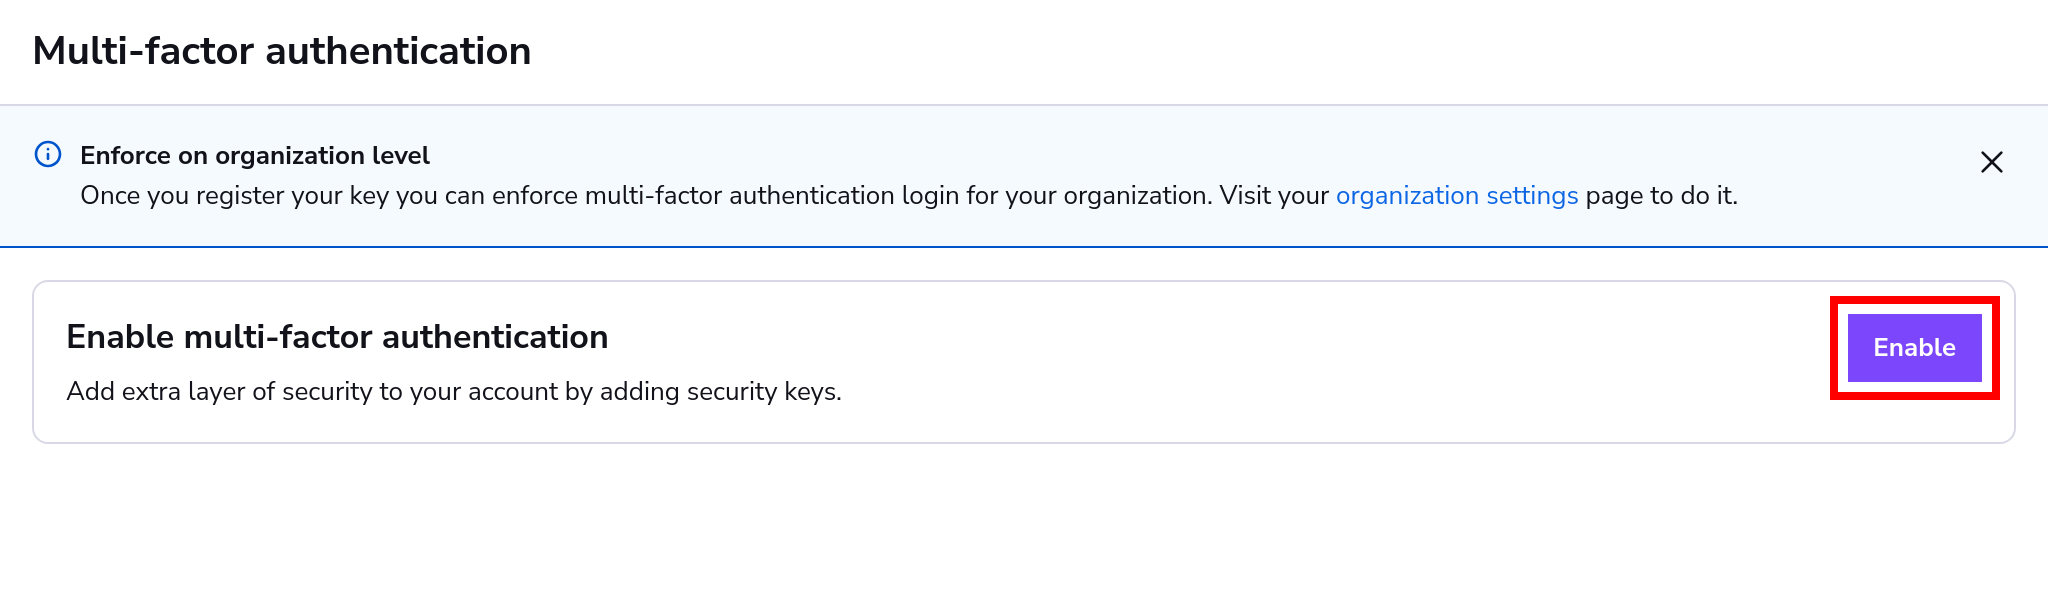 Multi-factor authentication
Enforce on organization level
Once you register your key you can enforce multi-factor authentication login for your organization. Visit your organization settings page to do it.
Enable multi-factor authentication
Enable
Add extra layer of security to your account by adding security keys.